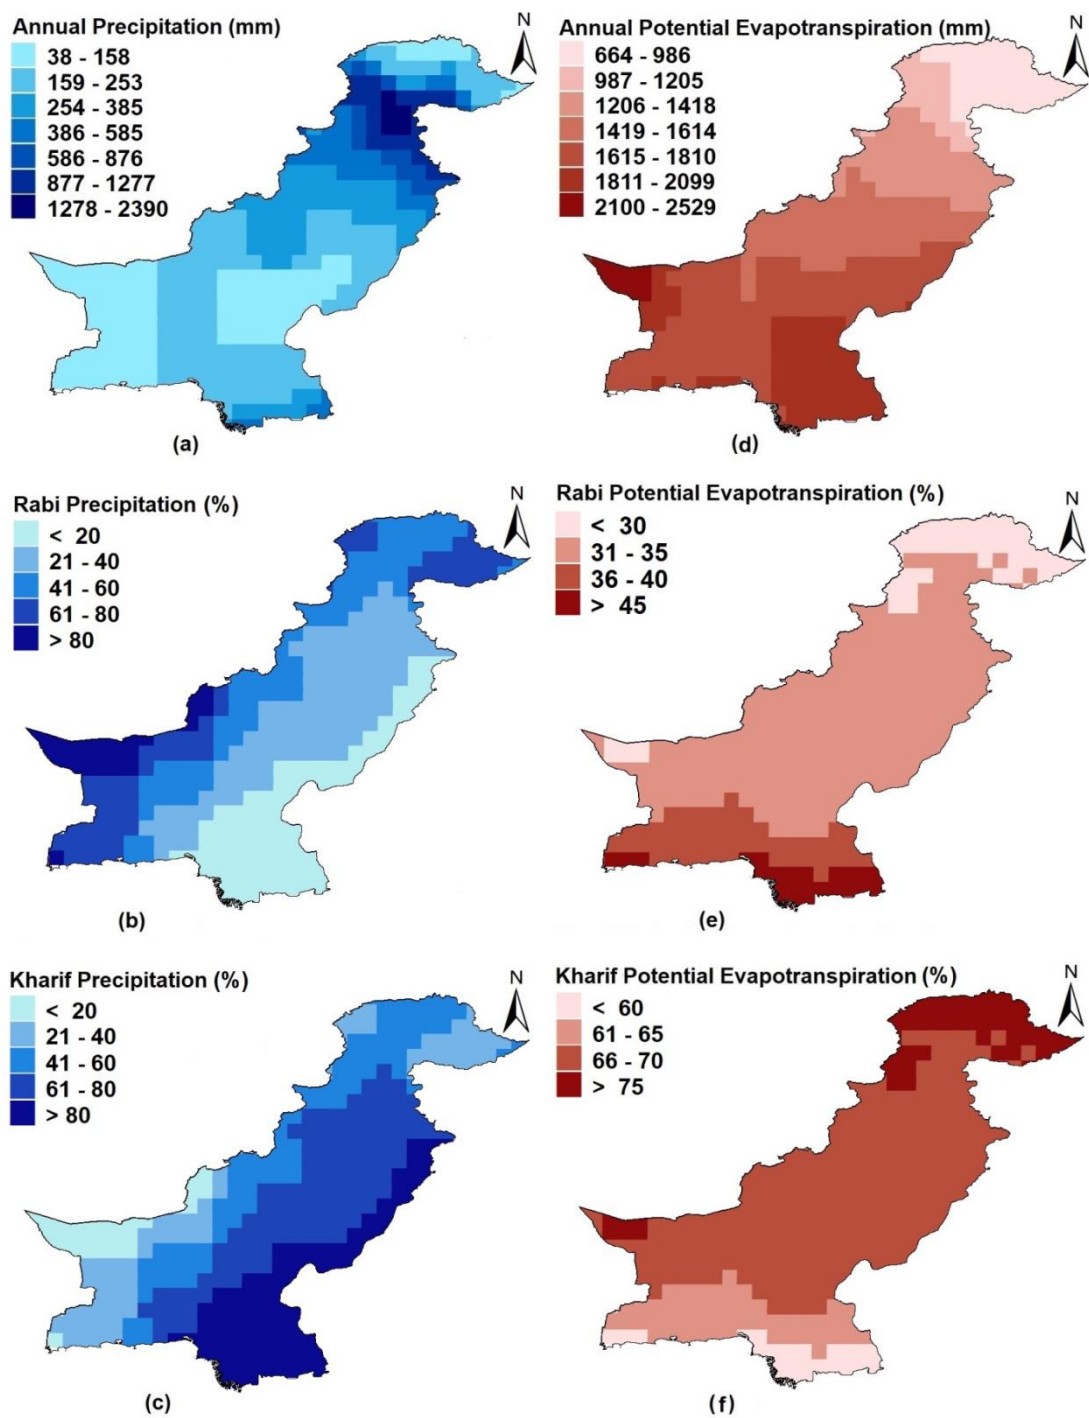 Annual Precipitation (mm)
N
38 - 158
159 - 253
254 - 385
386 - 585
586 - 876
877 - 1277
1278 - 2390
(a)
Annual Potential Evapotranspiration (mm)
N
664 - 986
987 - 1205
1206 - 1418
1419 - 1614
1615 - 1810
1811 - 2099
2100 - 2529
(d)
Rabi Precipitation (%)
N
< 20
21 - 40
41 - 60
61 - 80
> 80
(b)
Rabi Potential Evapotranspiration (%)
N
< 30
31 - 35
36 - 40
> 45
(e)
Kharif Precipitation (%)
N
< 20
21 - 40
41 - 60
61 - 80
> 80
(c)
Kharif Potential Evapotranspiration (%)
N
< 60
61 - 65
66 - 70
> 75
(f)